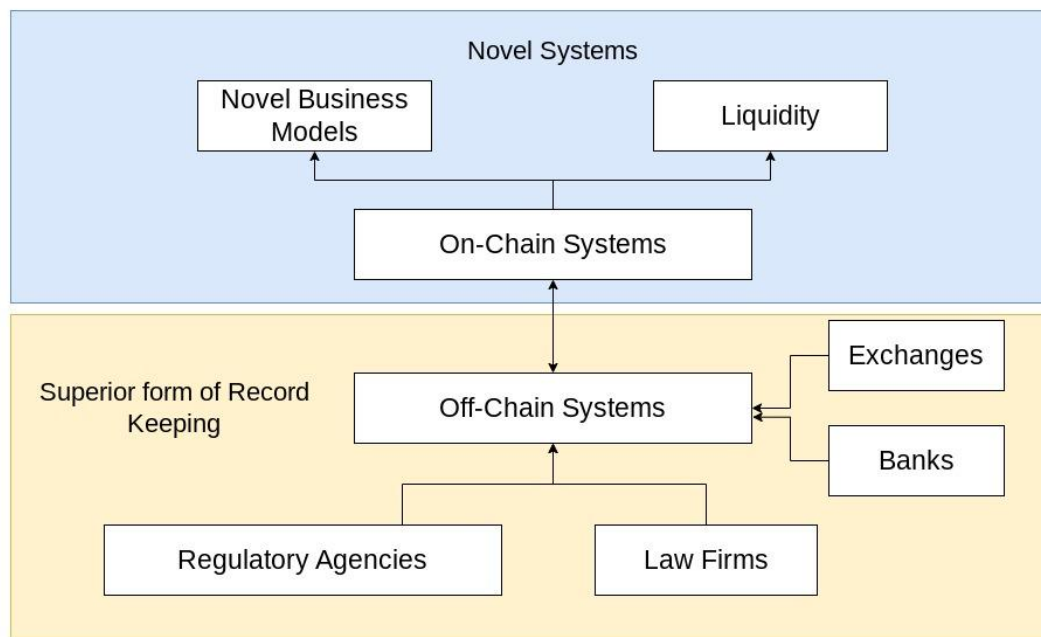 Novel Systems
Novel Business
Models
Liquidity
On-Chain Systems
Exchanges
Superior form of Record
Keeping
Off-Chain Systems
Banks
Regulatory Agencies
Law Firms